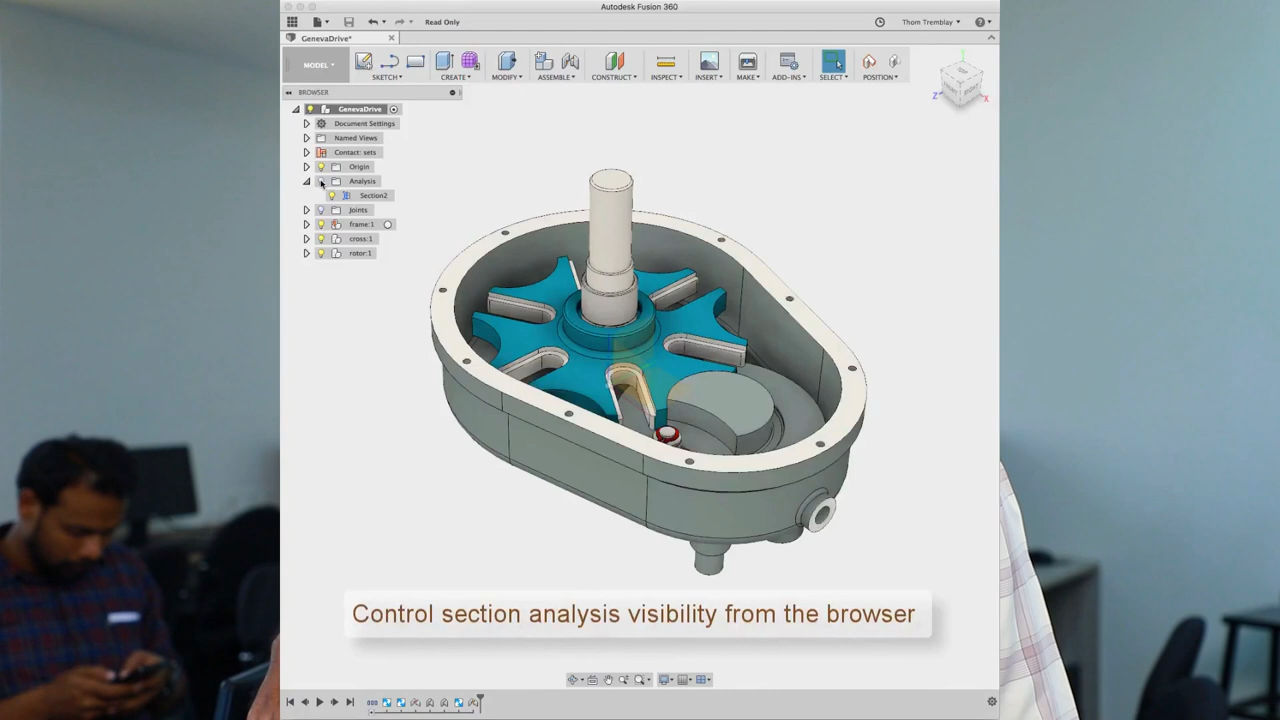 Autodesk Fusion 360
Read Only
Thom Tremblay
GenevaDrive*
MODEL
SKETCH
CREATE
MODIFY
ASSEMBLE
CONSTRUCT
INSPECT
INSERT
MAKE
ADD-INS
SELECT
POSITION
BROWSER
GenevaDrive
Document Settings
Named Views
Contact: sets
Origin
Analysis
Section2
Joints
frame:1
cross:1
rotor:1
Z
X
Control section analysis visibility from the browser